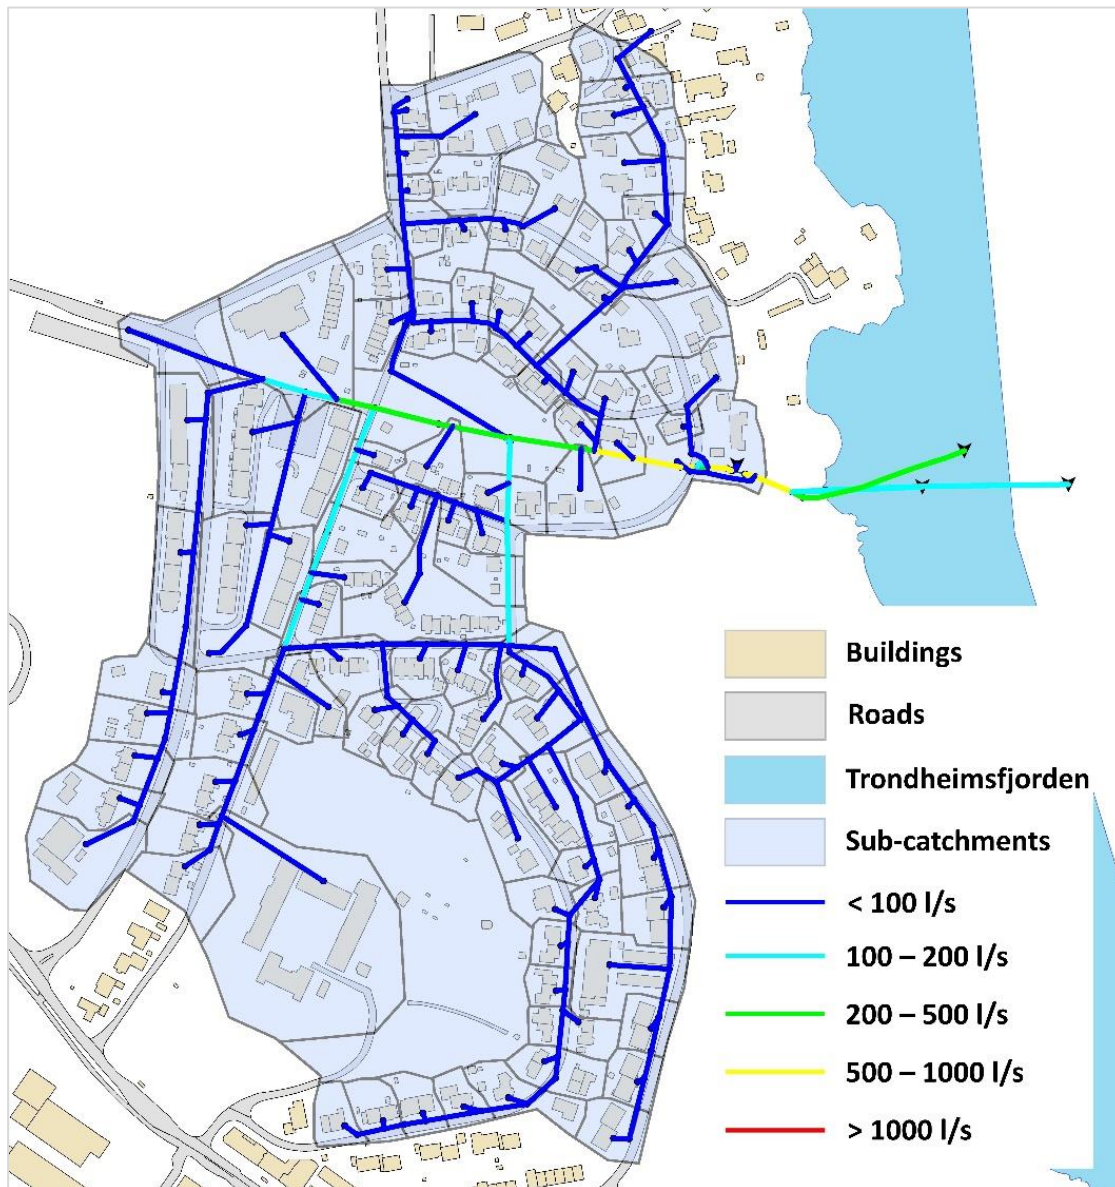 Buildings
Roads
Trondheimsfjorden
Sub-catchments
< 100 l/s
100 – 200 l/s
200 – 500 l/s
500 – 1000 l/s
> 1000 l/s